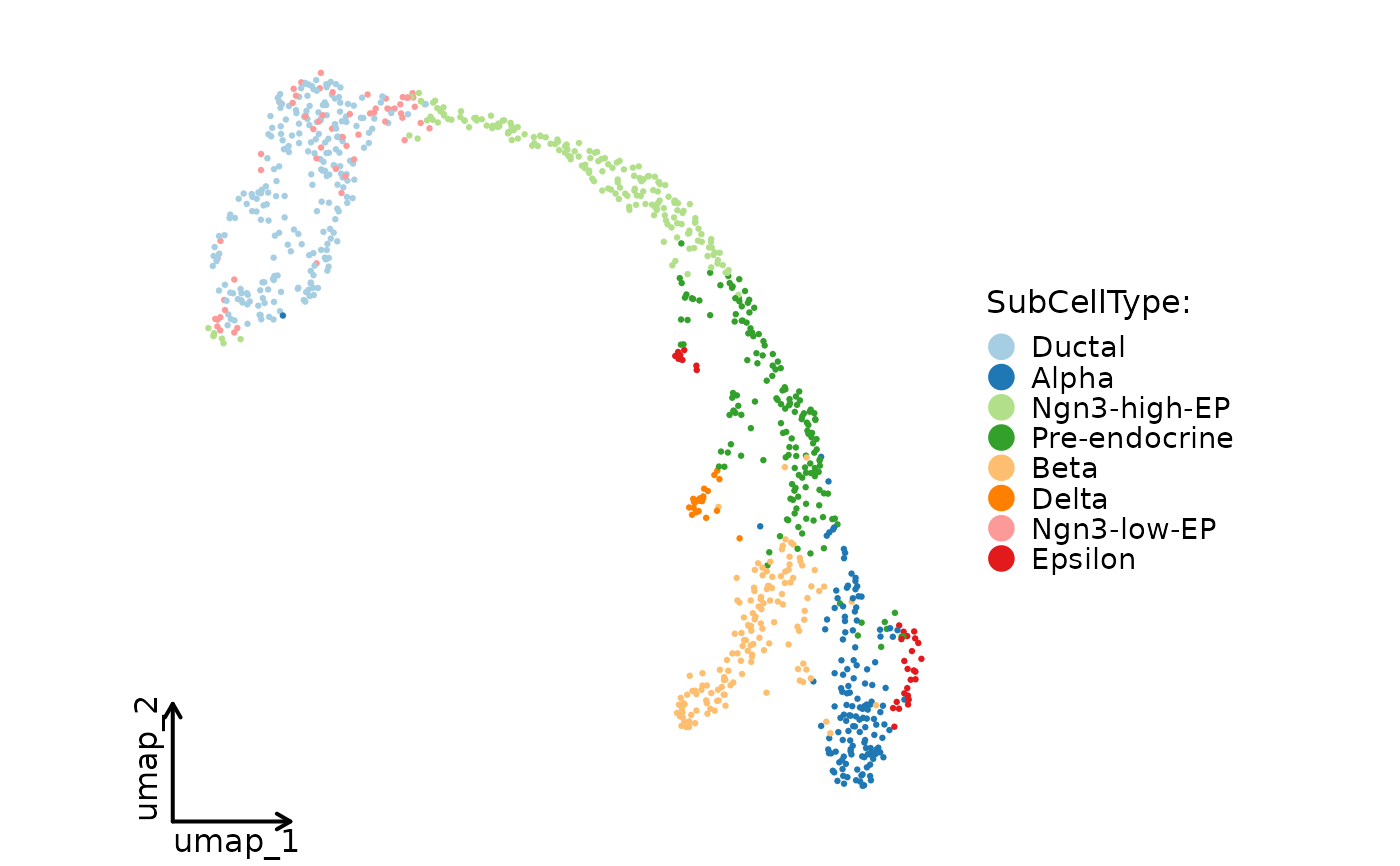 SubCellType:
Ductal
Alpha
Ngn3-high-EP
Pre-endocrine
Beta
Delta
Ngn3-low-EP
Epsilon
umap_2
umap_1